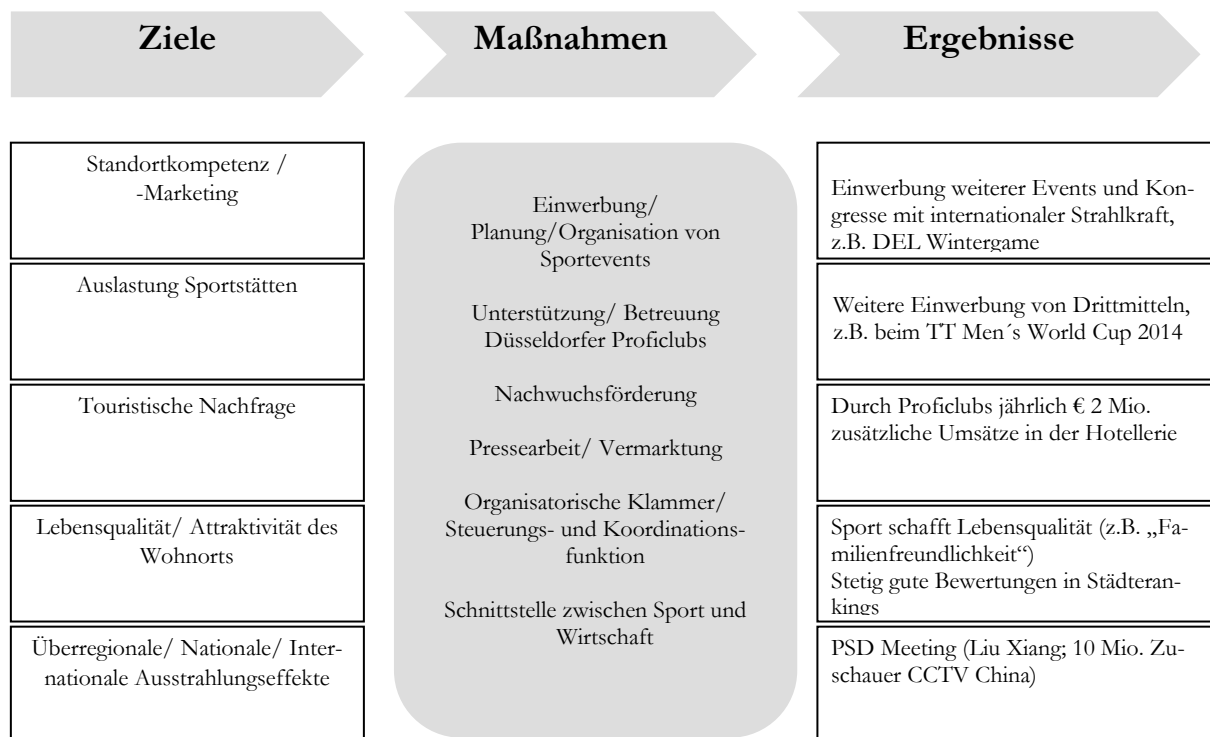 Ziele
Maßnahmen
Ergebnisse
Standortkompetenz /
-Marketing
Auslastung Sportstätten
Touristische Nachfrage
Lebensqualität/ Attraktivität des
Wohnorts
Überregionale/ Nationale/ Inter-
nationale Ausstrahlungseffekte
Einwerbung/
Planung/Organisation von
Sportevents
Unterstützung/ Betreuung
Düsseldorfer Proficlubs
Nachwuchsförderung
Pressearbeit/ Vermarktung
Organisatorische Klammer/
Steuerungs- und Koordinations-
funktion
Schnittstelle zwischen Sport und
Wirtschaft
Einwerbung weiterer Events und Kon-
gresse mit internationaler Strahlkraft,
z.B. DEL Wintergame
Weitere Einwerbung von Drittmitteln,
z.B. beim TT Men´s World Cup 2014
Durch Proficlubs jährlich € 2 Mio.
zusätzliche Umsätze in der Hotellerie
Sport schafft Lebensqualität (z.B. „Fa-
milienfreundlichkeit“)
Stetig gute Bewertungen in Städteran-
kings
PSD Meeting (Liu Xiang; 10 Mio. Zu-
schauer CCTV China)